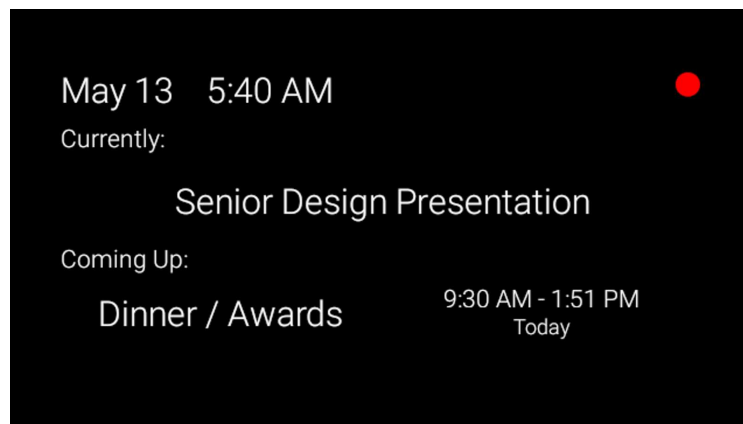 May 13 5:40 AM
Currently:
Senior Design Presentation
Coming Up:
Dinner / Awards
9:30 AM - 1:51 PM
Today